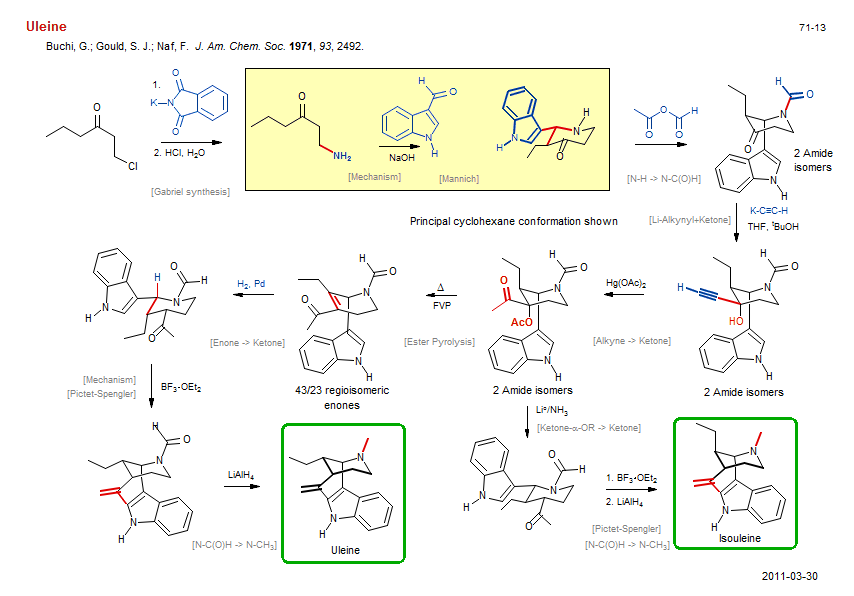 Uleine
71-13
Buchi, G.; Gould, S. J.; Naf, F. J. Am. Chem. Soc. 1971, 93, 2492.
O
Cl
1.
O
K N
O
2. HCl, H₂O
[Gabriel synthesis]
O
NH₂
H
O
N
H
NaOH
[Mechanism]
[Mannich]
H
N
H
N
O
O
H
O
O
[N-H -> N-C(O)H]
H
O
N
O
N
H
2 Amide
isomers
Principal cyclohexane conformation shown
[Li-Alkynyl+Ketone]
K-C≡C-H
THF, ᵗBuOH
H
N
O
H
N
H
O
H₂, Pd
[Enone -> Ketone]
H
O
N
O
N
H
43/23 regioisomeric
enones
Δ
FVP
[Ester Pyrolysis]
H
O
N
O
AcO
N
H
2 Amide isomers
Hg(OAc)₂
[Alkyne -> Ketone]
H
O
N
H
HO
N
H
2 Amide isomers
[Mechanism]
[Pictet-Spengler]
BF₃-OEt₂
Li°/NH₃
[Ketone-α-OR -> Ketone]
H
O
N
N
H
LiAlH₄
[N-C(O)H -> N-CH₃]
N
N
H
Uleine
N
H
O
H
N
O
1. BF₃•OEt₂
2. LiAlH₄
[Pictet-Spengler]
[N-C(O)H -> N-CH₃]
N
N
H
Isouleine
2011-03-30